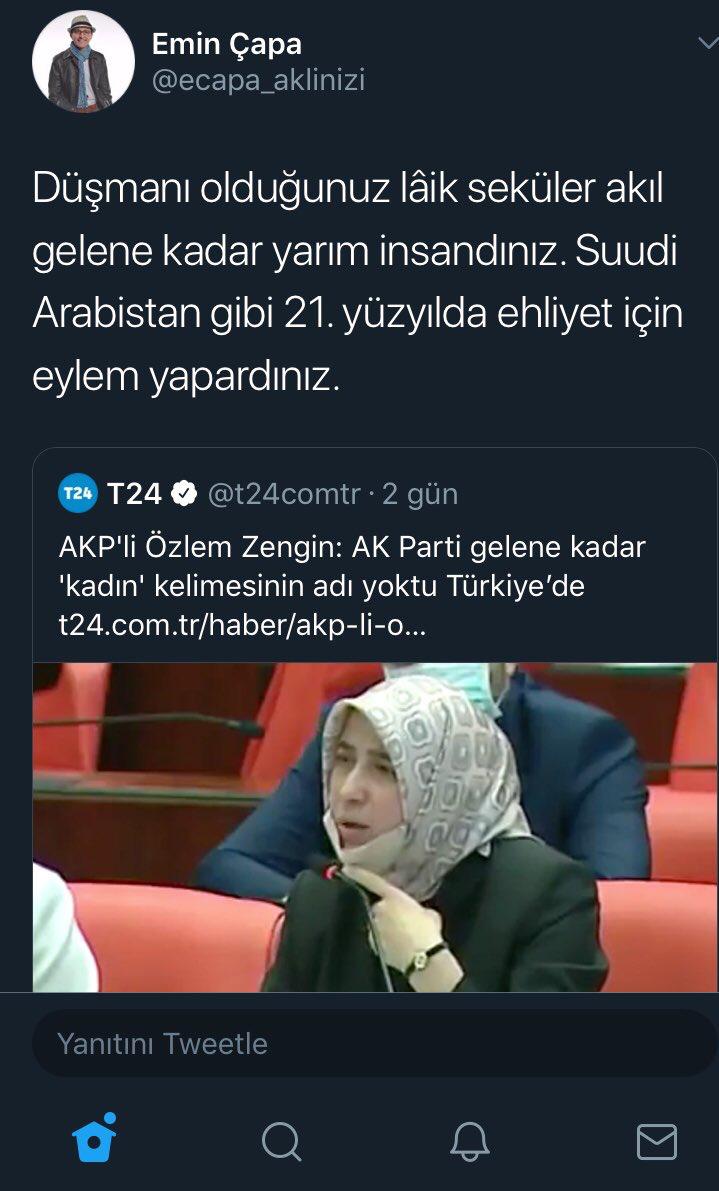 Emin Çapa
@ecapa_aklinizi
Düşmanı olduğunuz lâik seküler akıl
gelene kadar yarım insandınız. Suudi
Arabistan gibi 21. yüzyılda ehliyet için
eylem yapardınız.
T24 T24 @t24comtr · 2 gün
AKP'li Özlem Zengin: AK Parti gelene kadar
'kadın' kelimesinin adı yoktu Türkiye’de
t24.com.tr/haber/akp-li-o...
Yanıtını Tweetle